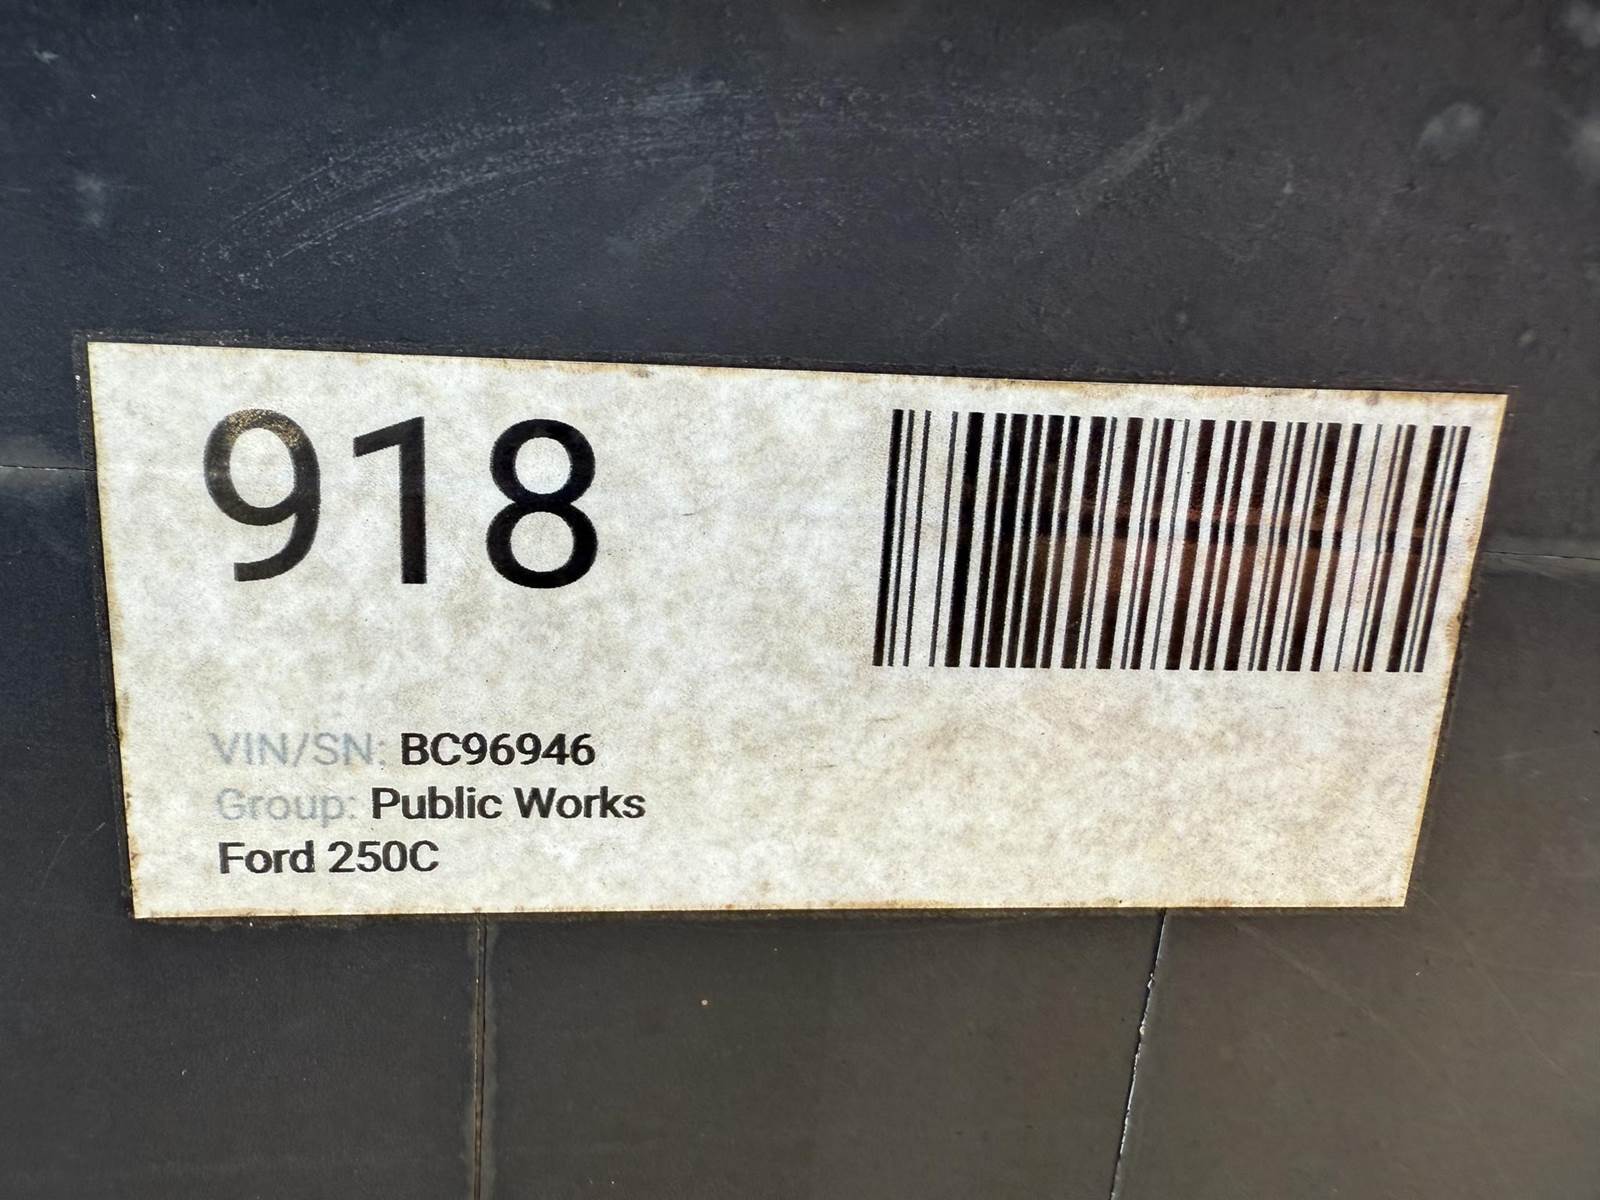 918
VIN/SN: BC96946
Group: Public Works
Ford 250C